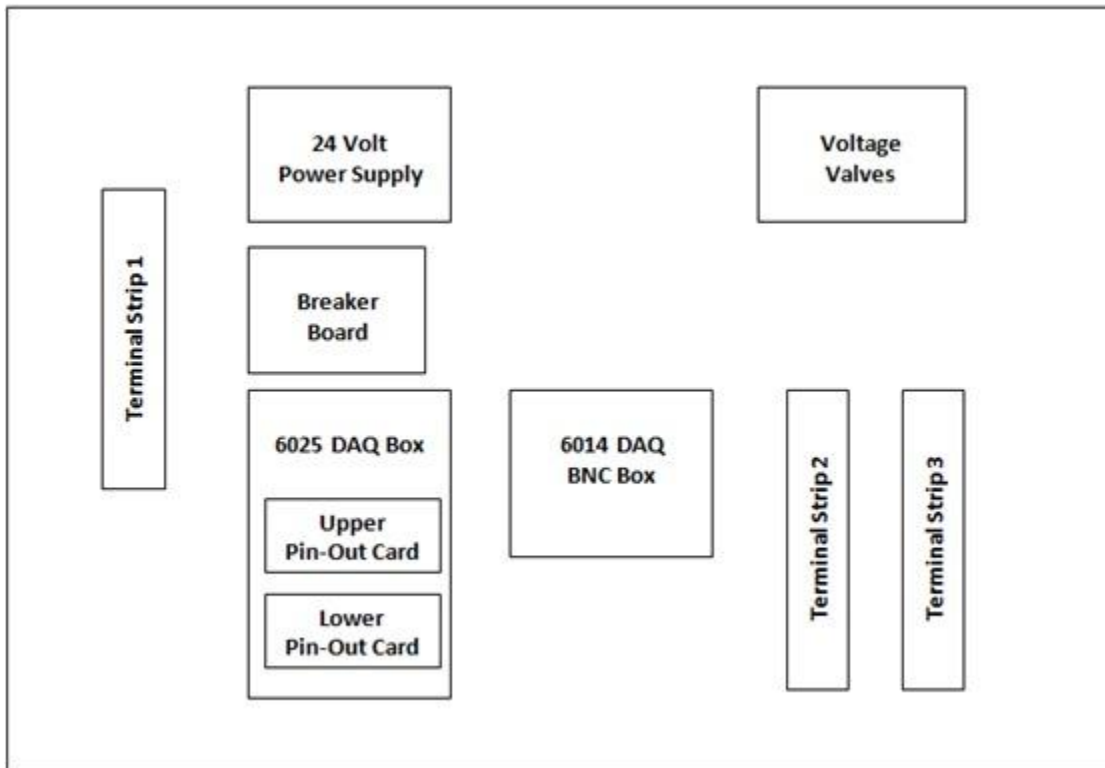 24 Volt
Power Supply
Voltage
Valves
Terminal Strip 1
Breaker
Board
6025 DAQ Box
Upper
Pin-Out Card
Lower
Pin-Out Card
6014 DAQ
BNC Box
Terminal Strip 2
Terminal Strip 3